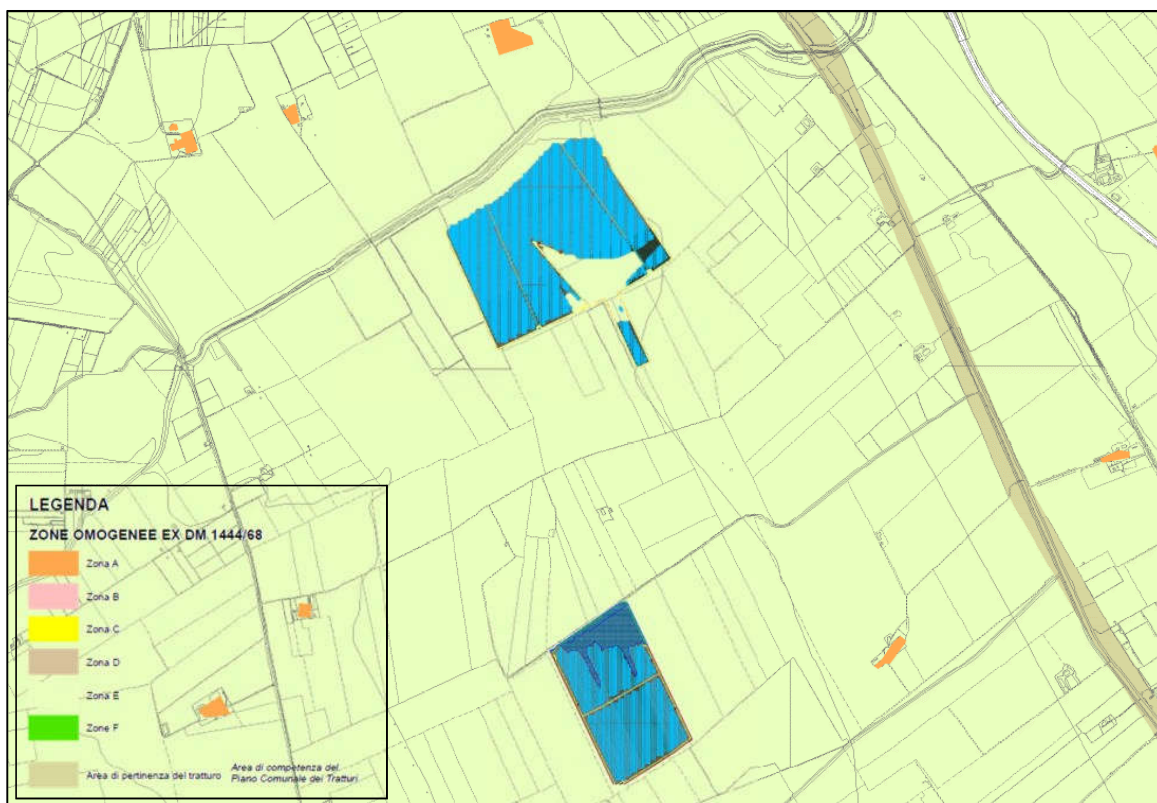 LEGENDA
ZONE OMOGENEE EX DM 1444/68
Zona A
Zona B
Zona C
Zona D
Zona E
Zone F
Area di pertinenza del tratturo
Area di competenza del
Piano Comunale dei Tratturi